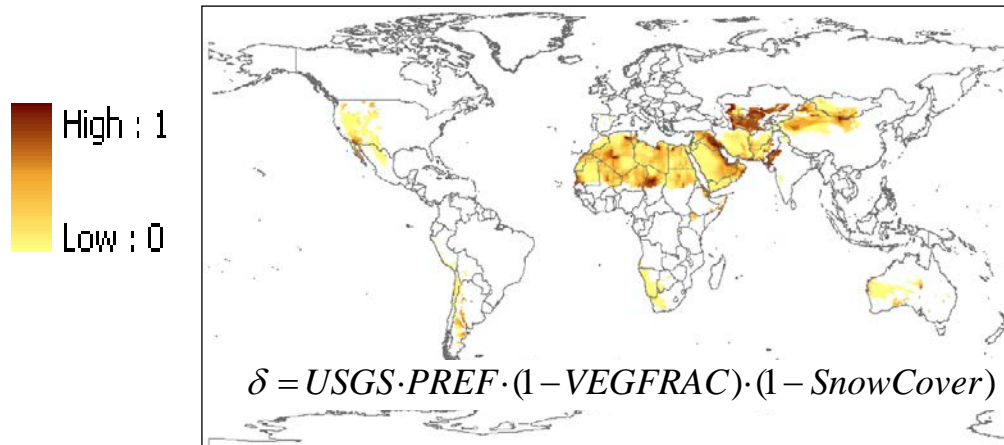 High : 1
Low : 0
δ = USGS·PREF·(1−VEGFRAC)·(1−SnowCover)